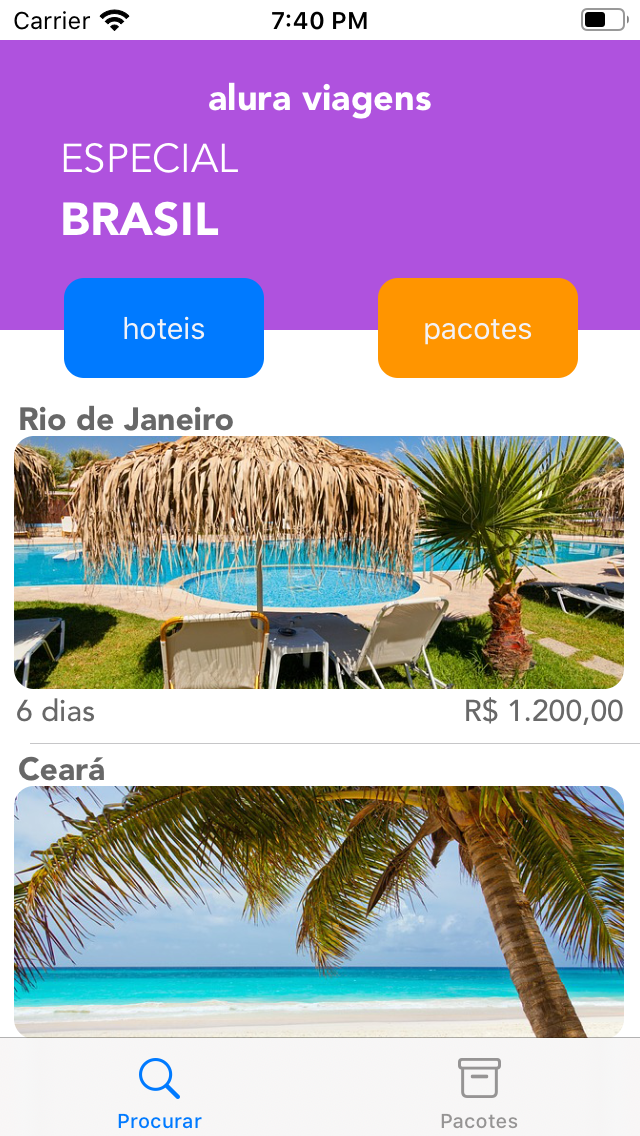 Carrier 7:40 PM
alura viagens
ESPECIAL
BRASIL
hoteis pacotes
Rio de Janeiro
6 dias R$ 1.200,00
Ceará
Procurar Pacotes